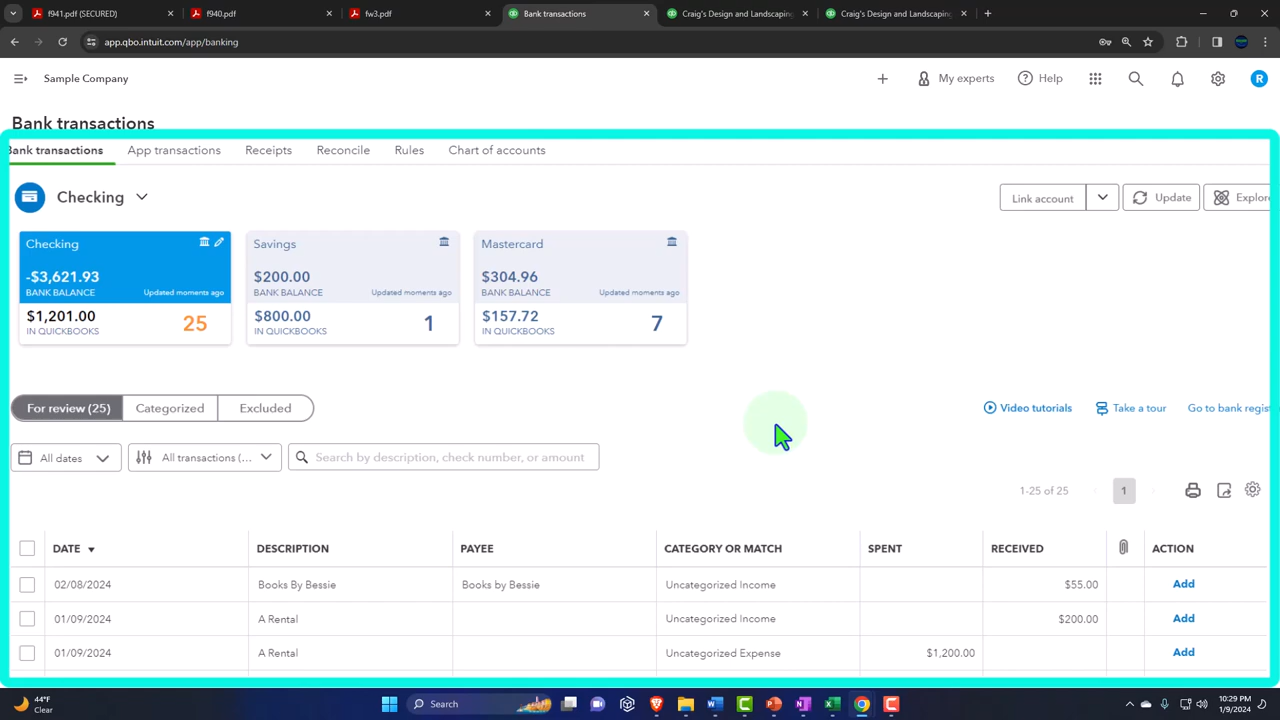 f941.pdf
f940.pdf
fw3.pdf
Bank transactions
Craig's Design and Landscaping
Craig's Design and Landscaping
app.qbo.intuit.com/app/banking
Sample Company
My experts
Help
R
Bank transactions
Bank transactions
App transactions
Receipts
Reconcile
Rules
Chart of accounts
Checking
Link account
Update
Explore
Checking
-$3,621.93
BANK BALANCE
Updated moments ago
$1,201.00
IN QUICKBOOKS
25
Savings
$200.00
BANK BALANCE
Updated moments ago
$800.00
IN QUICKBOOKS
1
Mastercard
$304.96
BANK BALANCE
Updated moments ago
$157.72
IN QUICKBOOKS
7
For review (25)
Categorized
Excluded
Video tutorials
Take a tour
Go to bank regist
All dates
All transactions (...
Search by description, check number, or amount
1-25 of 25
1
DATE
DESCRIPTION
PAYEE
CATEGORY OR MATCH
SPENT
RECEIVED
ACTION
02/08/2024
Books By Bessie
Books by Bessie
Uncategorized Income
$55.00
Add
01/09/2024
A Rental
Uncategorized Income
$200.00
Add
01/09/2024
A Rental
Uncategorized Expense
$1,200.00
Add
44°F
Clear
Search
10:29 PM
1/9/2024